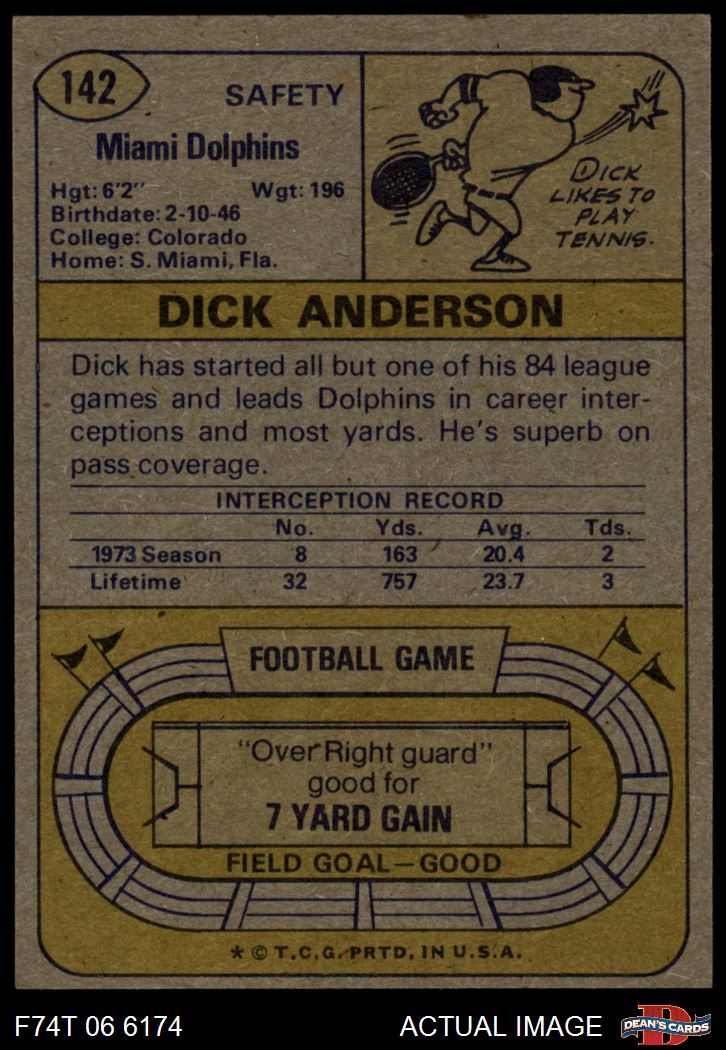 142
SAFETY
Miami Dolphins
Hgt: 6'2" Wgt: 196
Birthdate: 2-10-46
College: Colorado
Home: S. Miami, Fla.
DICK
LIKES TO
PLAY
TENNIS.
DICK ANDERSON
Dick has started all but one of his 84 league
games and leads Dolphins in career inter-
ceptions and most yards. He's superb on
pass coverage.
INTERCEPTION RECORD
No. Yds. Avg. Tds.
1973 Season 8 163 20.4 2
Lifetime 32 757 23.7 3
FOOTBALL GAME
"Over Right guard"
good for
7 YARD GAIN
FIELD GOAL—GOOD
* © T.C.G. PRTD. IN U.S.A.
F74T 06 6174 ACTUAL IMAGE
D
DEAN'S CARDS